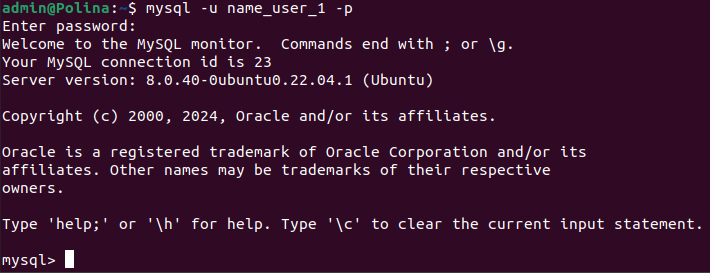 admin@Polina:~$ mysql -u name_user_1 -p
Enter password:
Welcome to the MySQL monitor.  Commands end with ; or \g.
Your MySQL connection id is 23
Server version: 8.0.40-0ubuntu0.22.04.1 (Ubuntu)
Copyright (c) 2000, 2024, Oracle and/or its affiliates.
Oracle is a registered trademark of Oracle Corporation and/or its
affiliates. Other names may be trademarks of their respective
owners.
Type 'help;' or '\h' for help. Type '\c' to clear the current input statement.
mysql>